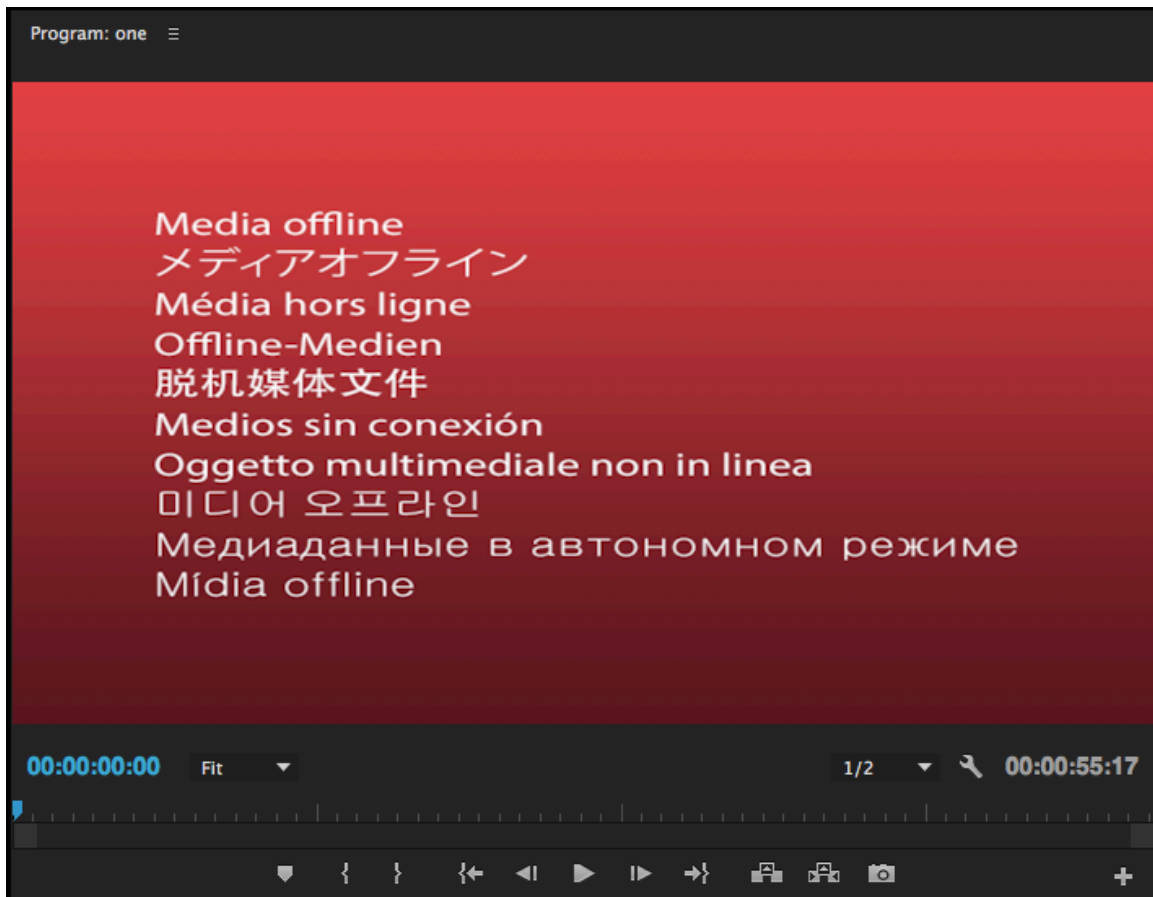 Program: one
Media offline
メディアオフライン
Média hors ligne
Offline-Medien
脱机媒体文件
Medios sin conexión
Oggetto multimediale non in linea
미디어 오프라인
Медиаданные в автономном режиме
Mídia offline
00:00:00:00 Fit 1/2 00:00:55:17